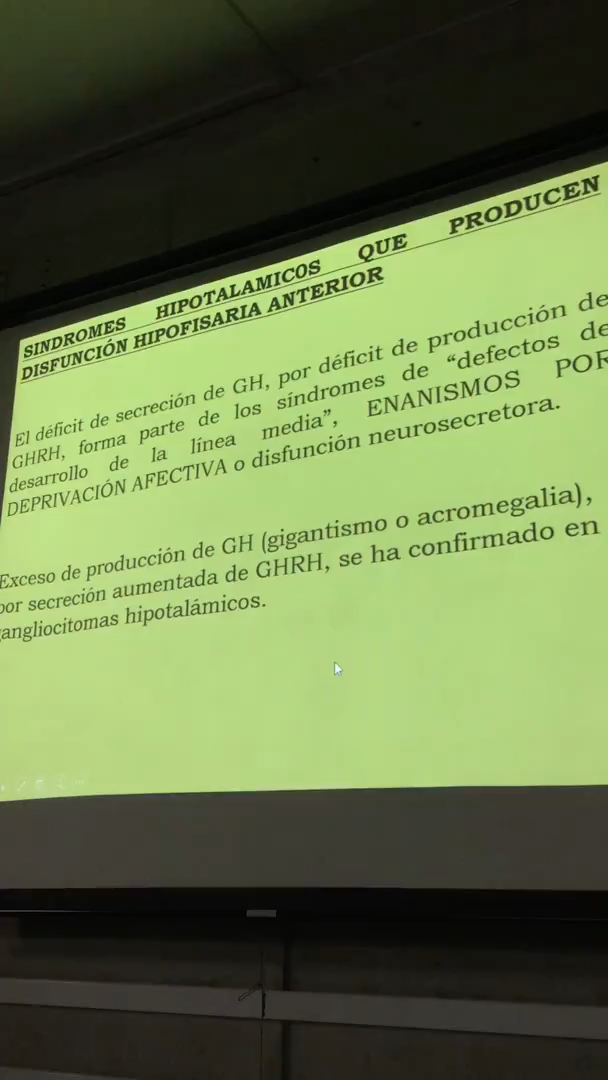 SINDROMES HIPOTALAMICOS QUE PRODUCEN
DISFUNCIÓN HIPOFISARIA ANTERIOR
El déficit de secreción de GH, por déficit de producción de
GHRH, forma parte de los síndromes de “defectos de
desarrollo de la línea media”, ENANISMOS POR
DEPRIVACIÓN AFECTIVA o disfunción neurosecretora.
Exceso de producción de GH (gigantismo o acromegalia),
por secreción aumentada de GHRH, se ha confirmado en
gangliocitomas hipotalámicos.